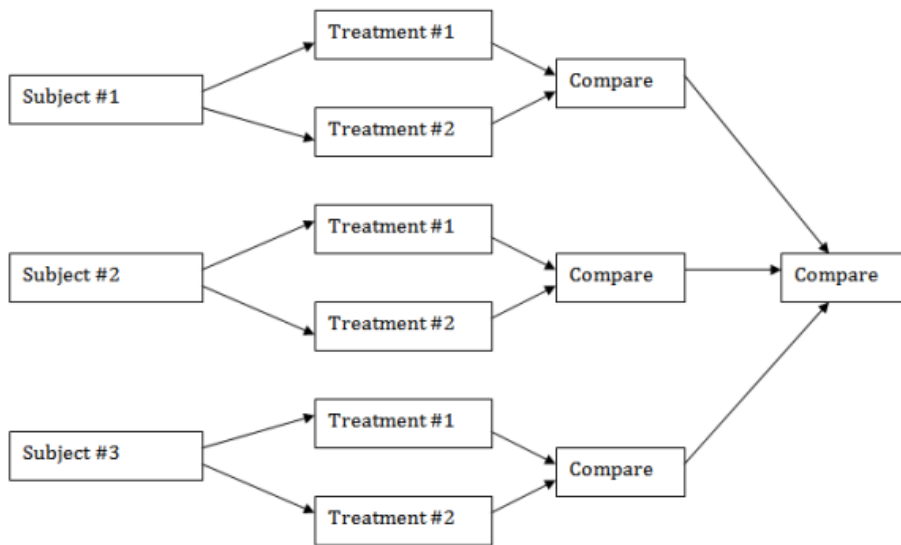 Treatment #1
Subject #1
Compare
Treatment #2
Treatment #1
Subject #2
Compare
Compare
Treatment #2
Treatment #1
Subject #3
Compare
Treatment #2